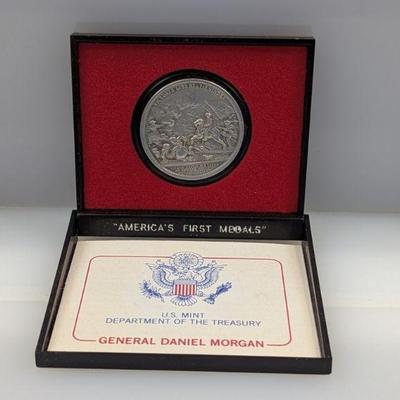 "AMERICA'S FIRST MEDALS"
U.S. MINT
DEPARTMENT OF THE TREASURY
GENERAL DANIEL MORGAN